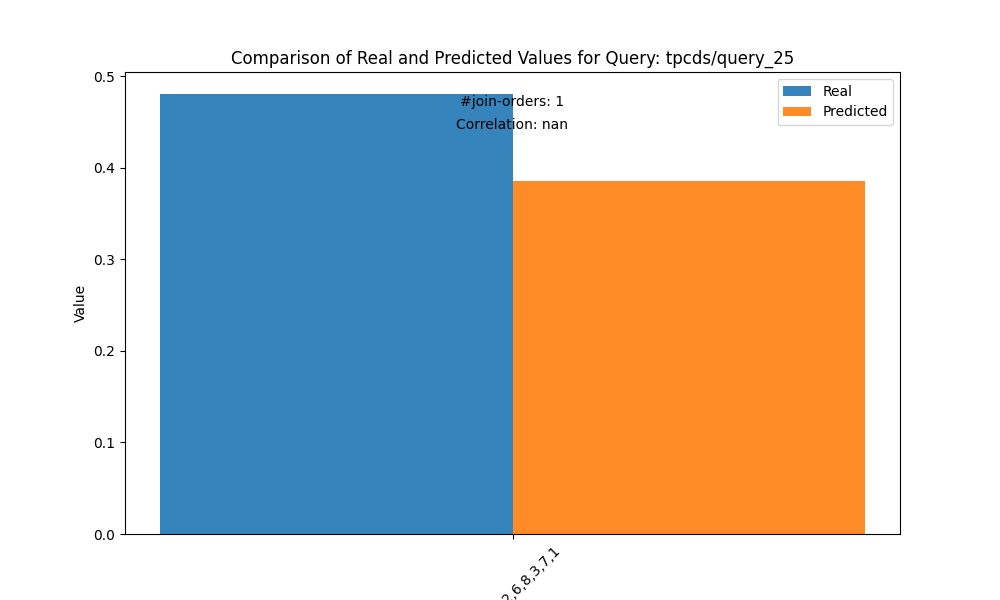 Comparison of Real and Predicted Values for Query: tpcds/query_25
0.5
0.4
0.3
0.2
0.1
0.0
Value
#join-orders: 1
Correlation: nan
Real
Predicted
2,6,8,3,7,1